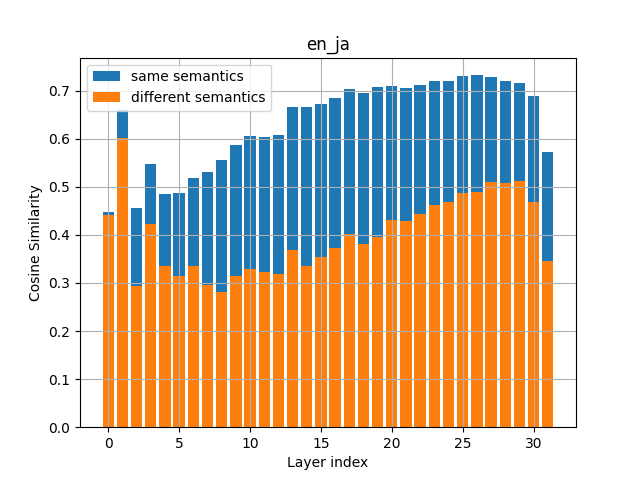 en_ja
same semantics
different semantics
Cosine Similarity
0.7
0.6
0.5
0.4
0.3
0.2
0.1
0.0
0 5 10 15 20 25 30
Layer index